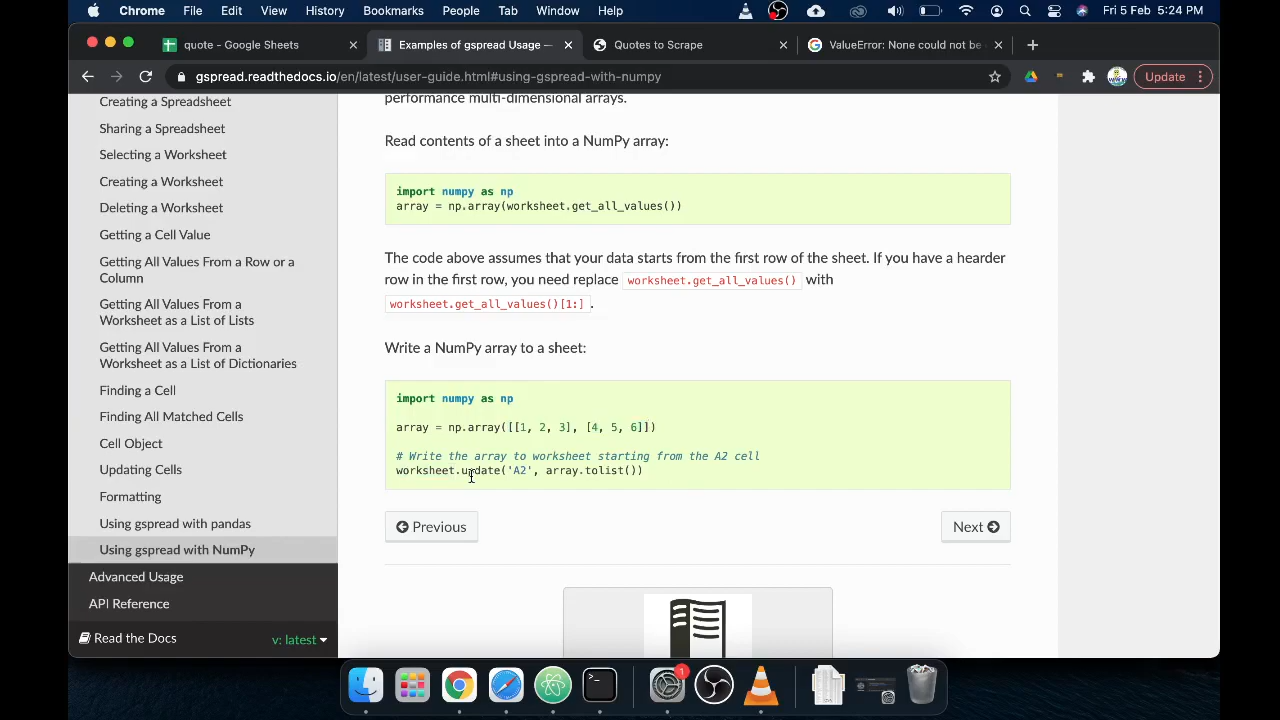 Chrome File Edit View History Bookmarks People Tab Window Help Fri 5 Feb 5:24 PM
quote - Google Sheets Examples of gspread Usage — Quotes to Scrape ValueError: None could not be
gspread.readthedocs.io/en/latest/user-guide.html#using-gspread-with-numpy Update
Creating a Spreadsheet
Sharing a Spreadsheet
Selecting a Worksheet
Creating a Worksheet
Deleting a Worksheet
Getting a Cell Value
Getting All Values From a Row or a
Column
Getting All Values From a
Worksheet as a List of Lists
Getting All Values From a
Worksheet as a List of Dictionaries
Finding a Cell
Finding All Matched Cells
Cell Object
Updating Cells
Formatting
Using gspread with pandas
Using gspread with NumPy
Advanced Usage
API Reference
Read the Docs v: latest
performance multi-dimensional arrays.
Read contents of a sheet into a NumPy array:
import numpy as np
array = np.array(worksheet.get_all_values())
The code above assumes that your data starts from the first row of the sheet. If you have a hearder
row in the first row, you need replace worksheet.get_all_values() with
worksheet.get_all_values()[1:] .
Write a NumPy array to a sheet:
import numpy as np
array = np.array([[1, 2, 3], [4, 5, 6]])
# Write the array to worksheet starting from the A2 cell
worksheet.update('A2', array.tolist())
Previous Next
1